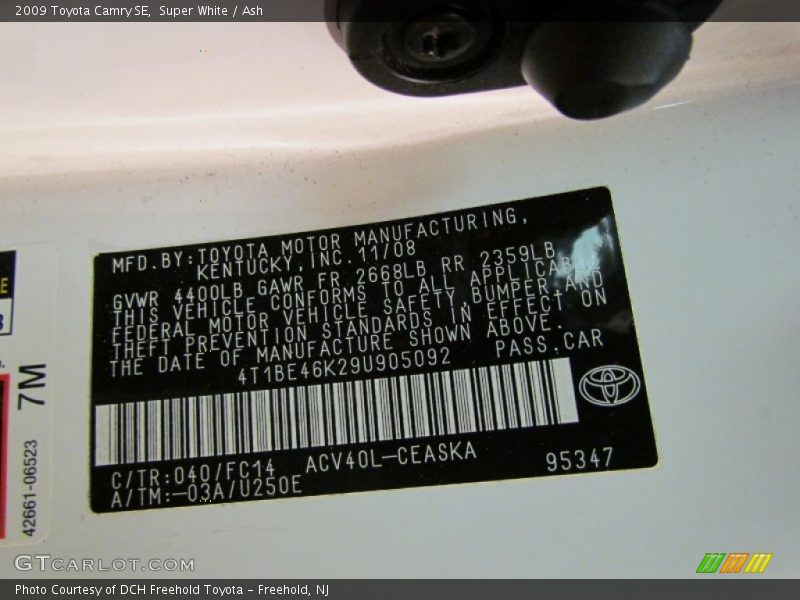 2009 Toyota Camry SE, Super White / Ash
MFD.BY:TOYOTA MOTOR MANUFACTURING,
KENTUCKY,INC. 11/08
GVWR 4400LB GAWR FR 2668LB RR 2359LB
THIS VEHICLE CONFORMS TO ALL
FEDERAL MOTOR VEHICLE SAFETY,BUMPER,AND
THEFT PREVENTION STANDARDS IN EFFECT ON
THE DATE OF MANUFACTURE SHOWN ABOVE.
4T1BE46K29U905092 PASS.CAR
C/TR:040/FC14 ACV40L-CEASKA 95347
A/TM:-03A/U250E
7M
42661-06523
GTCARLOT.COM
Photo Courtesy of DCH Freehold Toyota - Freehold, NJ